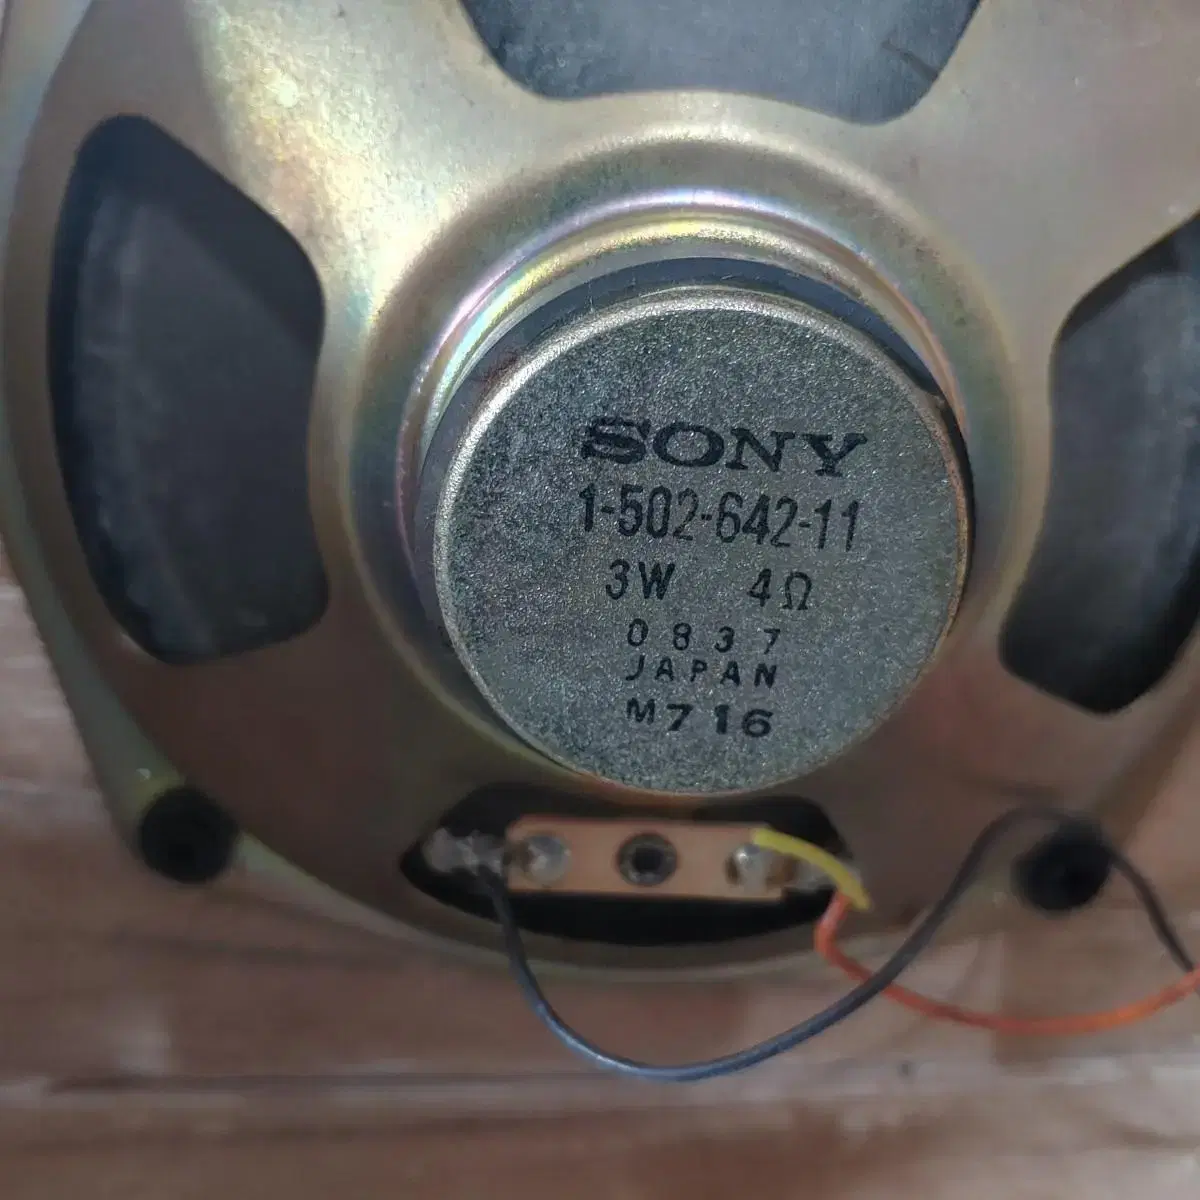 SONY
1-502-642-11
3W 4Ω
0837
JAPAN
M716